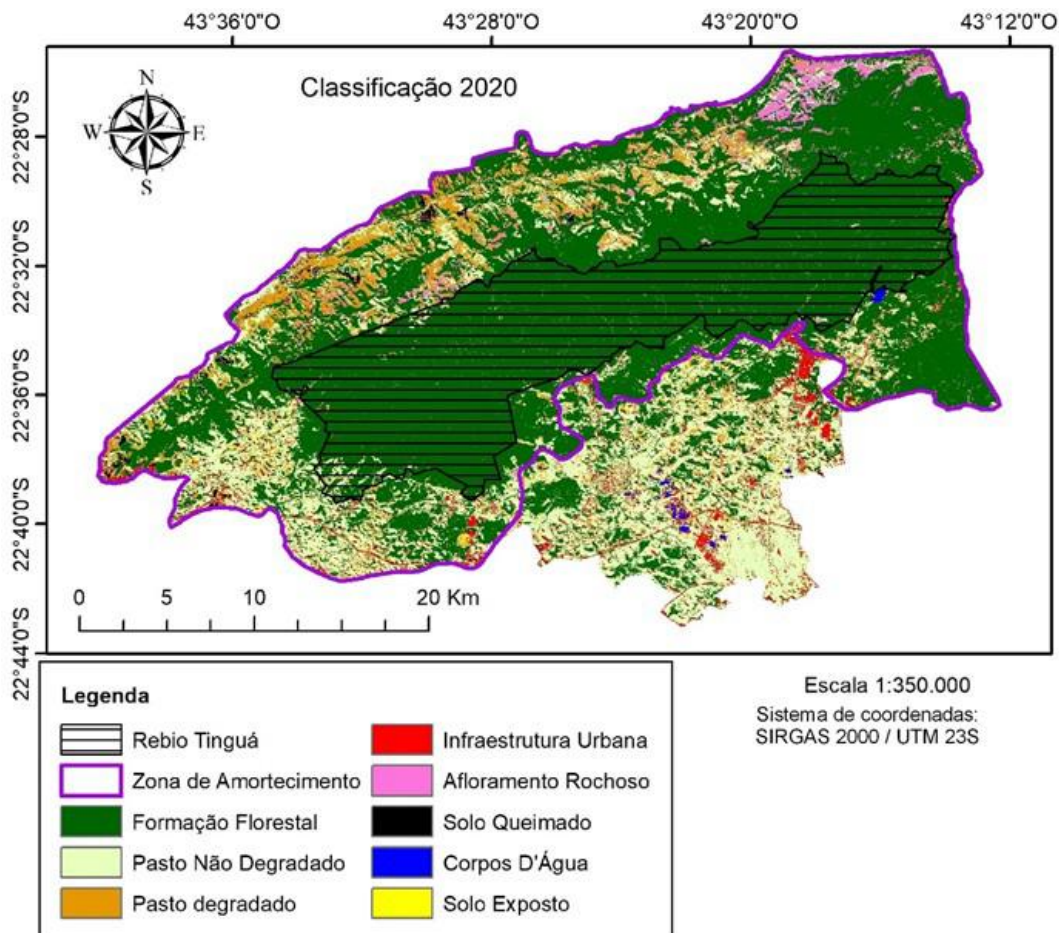 43°36'0"O
43°28'0"O
43°20'0"O
43°12'0"O
Classificação 2020
N
W
E
S
22°28'0"S
22°32'0"S
22°36'0"S
22°40'0"S
22°44'0"S
0
5
10
20 Km
Legenda
Rebio Tinguá
Zona de Amortecimento
Formação Florestal
Pasto Não Degradado
Pasto degradado
Infraestrutura Urbana
Afloramento Rochoso
Solo Queimado
Corpos D'Água
Solo Exposto
Escala 1:350.000
Sistema de coordenadas:
SIRGAS 2000 / UTM 23S